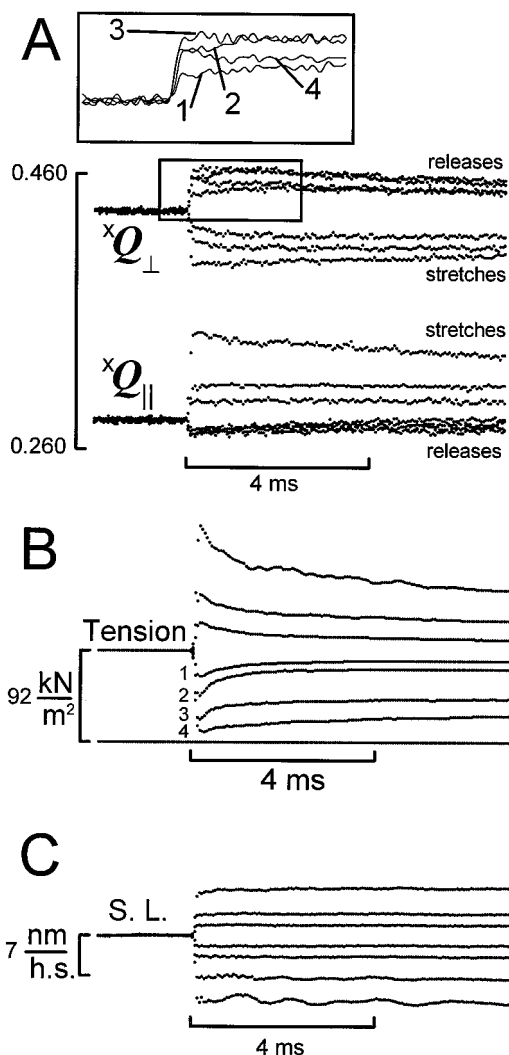 A
3
1
2
4
0.460
releases
xQ⊥
stretches
stretches
xQ||
0.260
releases
4 ms
B
Tension
92 kN/m²
1
2
3
4
4 ms
C
S. L.
7 nm/h.s.
4 ms